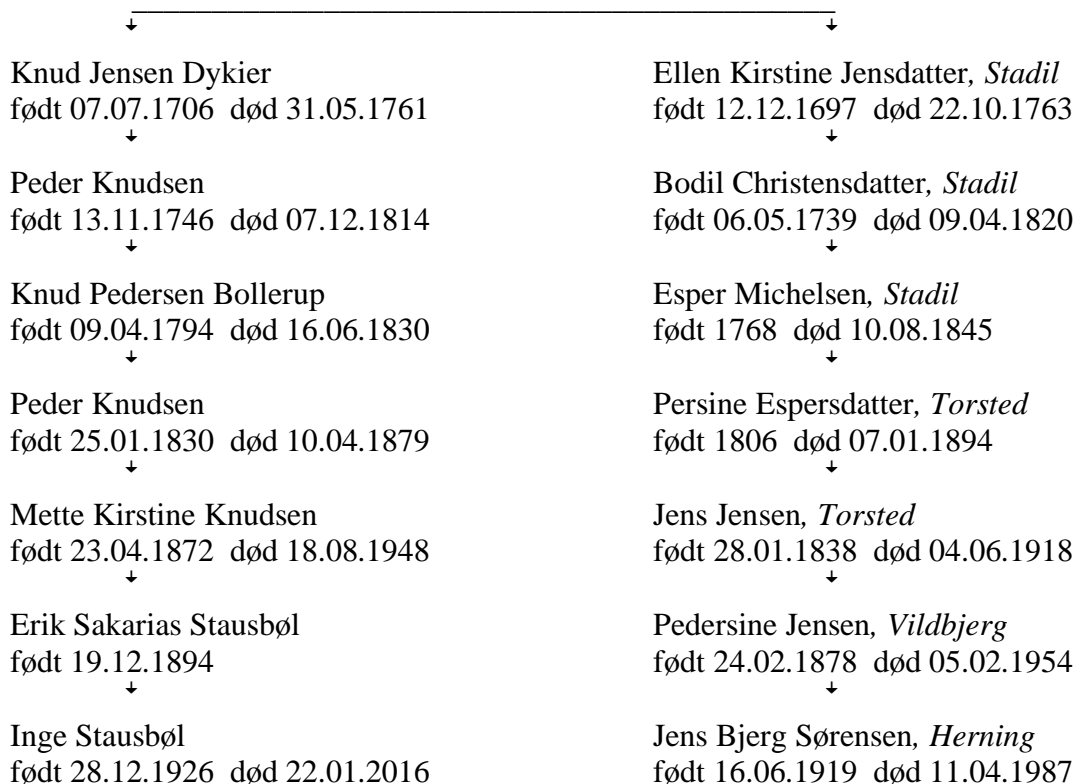 Knud Jensen Dykier
født 07.07.1706 død 31.05.1761
Peder Knudsen
født 13.11.1746 død 07.12.1814
Knud Pedersen Bollerup
født 09.04.1794 død 16.06.1830
Peder Knudsen
født 25.01.1830 død 10.04.1879
Mette Kirstine Knudsen
født 23.04.1872 død 18.08.1948
Erik Sakarias Stausbøl
født 19.12.1894
Inge Stausbøl
født 28.12.1926 død 22.01.2016
Ellen Kirstine Jensdatter, Stadil
født 12.12.1697 død 22.10.1763
Bodil Christensdatter, Stadil
født 06.05.1739 død 09.04.1820
Esper Michelsen, Stadil
født 1768 død 10.08.1845
Persine Espersdatter, Torsted
født 1806 død 07.01.1894
Jens Jensen, Torsted
født 28.01.1838 død 04.06.1918
Pedersine Jensen, Vildbjerg
født 24.02.1878 død 05.02.1954
Jens Bjerg Sørensen, Herning
født 16.06.1919 død 11.04.1987